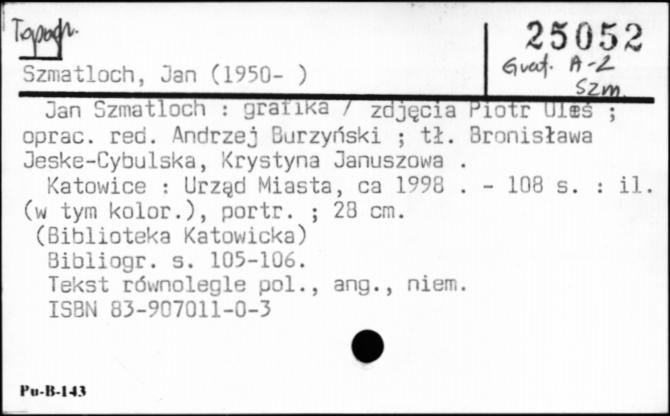 Topogr.
25052
Graf. A-Z
Szm.
Szmatloch, Jan (1950- )
Jan Szmatloch : grafika / zdjęcia Piotr Oleś ;
oprac. red. Andrzej Burzyński ; tł. Bronisława
Jeske-Cybulska, Krystyna Januszowa .
Katowice : Urząd Miasta, ca 1998 . - 108 s. : il.
(w tym kolor.), portr. ; 28 cm.
(Biblioteka Katowicka)
Bibliogr. s. 105-106.
Tekst równolegle pol., ang., niem.
ISBN 83-907011-0-3
Pu-B-143